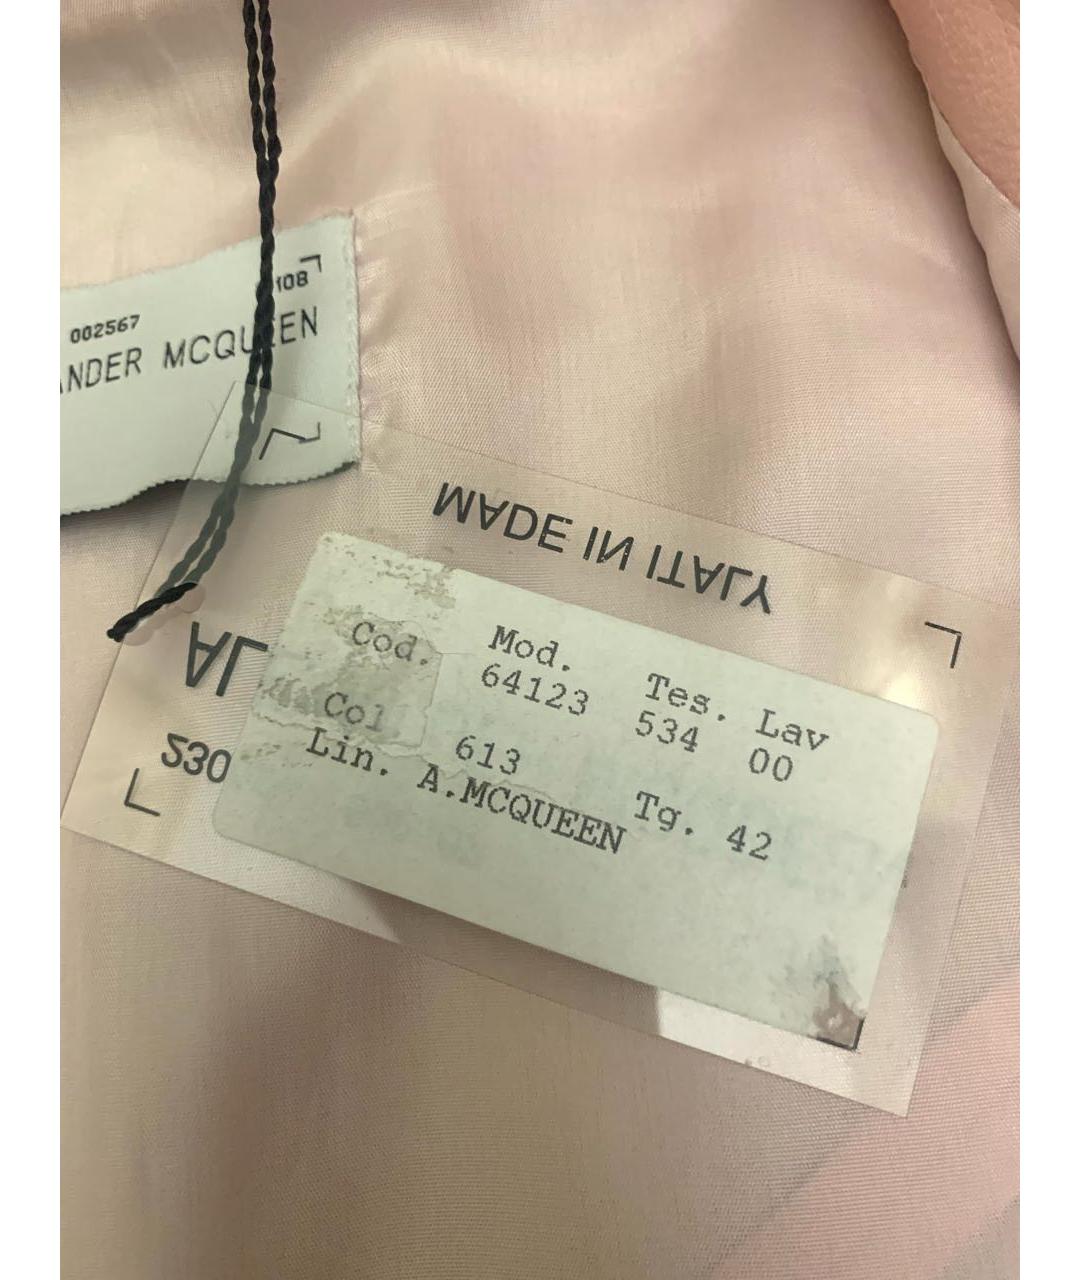 108
002567
ANDER MCQUEEN
MADE IN ITALY
Cod. Mod. Tes. Lav
64123 534 00
Col 613 Tg. 42
Lin. A.MCQUEEN
AL
230